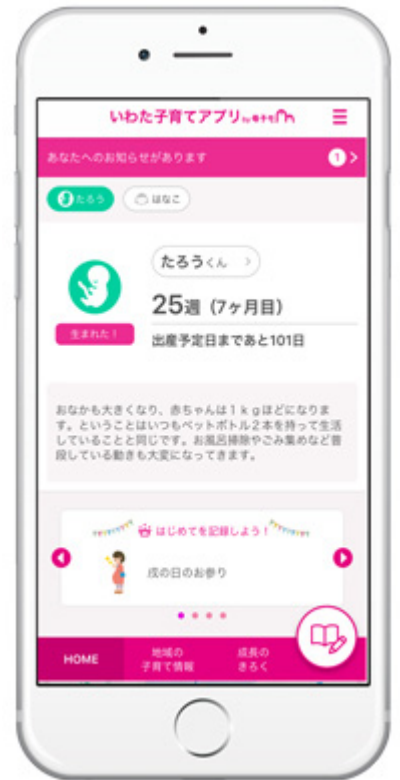 いわた子育てアプリ by 母子モ
あなたへのお知らせがあります
1
たろう
はなこ
たろうくん
25週（7ヶ月目）
生まれた！
出産予定日まであと101日
おなかも大きくなり、赤ちゃんは１ｋｇほどになりま
す。ということはいつもペットボトル２本を持って生活
していることと同じです。お風呂掃除やごみ集めなど普
段している動きも大変になってきます。
はじめてを記録しよう！
戌の日のお参り
HOME
地域の
子育て情報
成長の
きろく